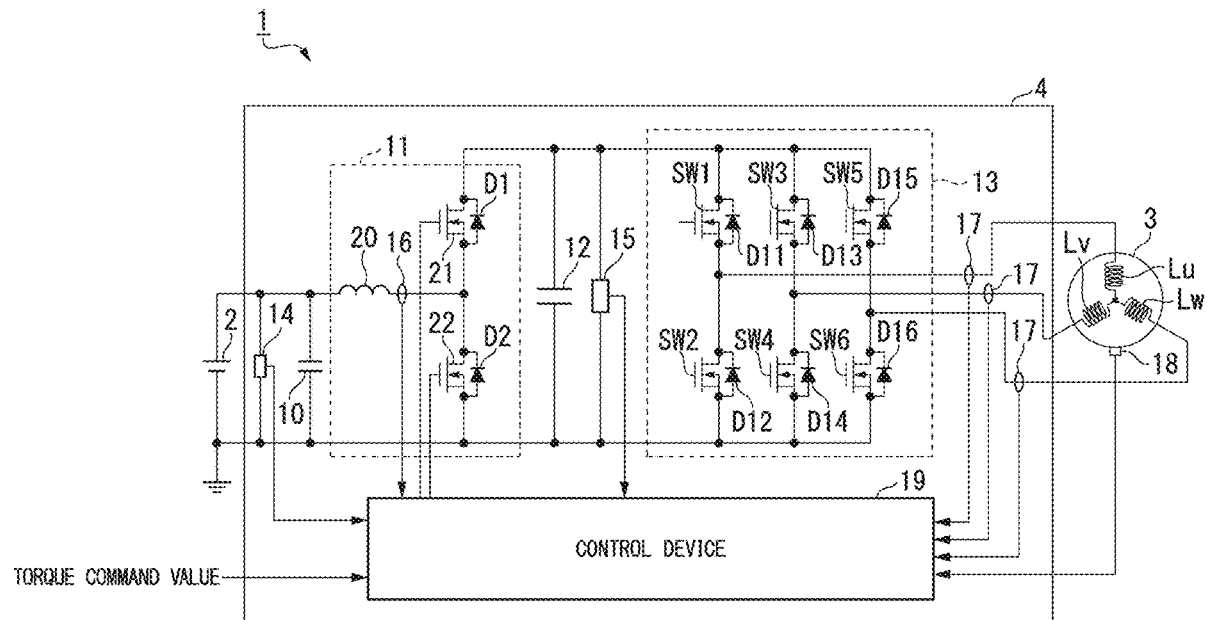 1
4
11
13
SW1
SW3
SW5
D15
D1
D11
D13
21
20
16
12
15
17
17
17
3
Lv
Lu
Lw
18
2
14
10
22
D2
SW2
SW4
SW6
D16
D12
D14
19
CONTROL DEVICE
TORQUE COMMAND VALUE